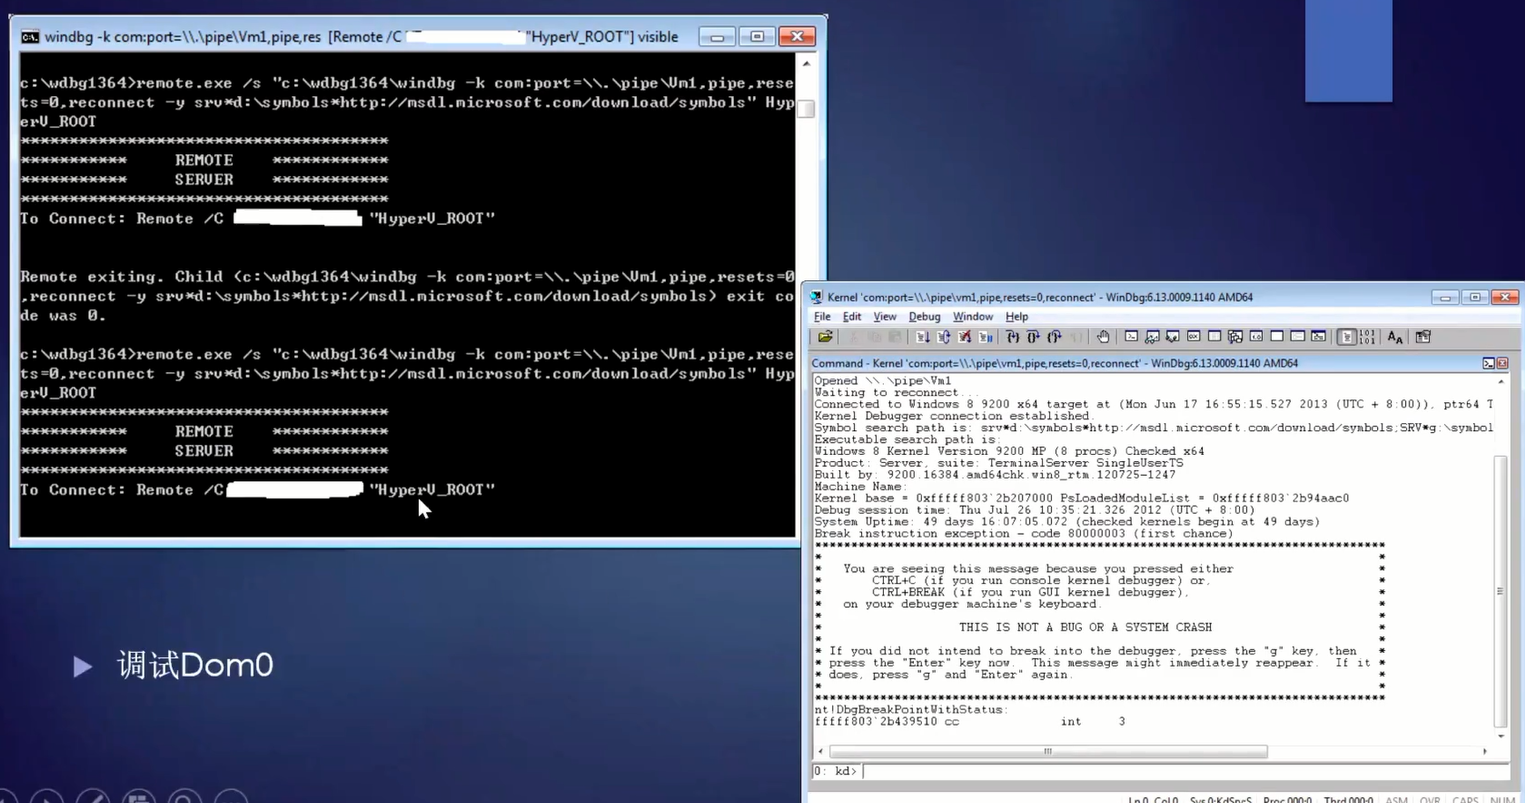 windbg -k com:port=\\.\pipe\Vm1,pipe,res [Remote /C "HyperV_ROOT"] visible
c:\wdbg1364>remote.exe /s "c:\wdbg1364\windbg -k com:port=\\.\pipe\Vm1,pipe,rese
ts=0,reconnect -y srv*d:\symbols*http://msdl.microsoft.com/download/symbols" Hyp
erV_ROOT
**************************************
*********** REMOTE ************
*********** SERVER ************
**************************************
To Connect: Remote /C "HyperV_ROOT"
Remote exiting. Child (c:\wdbg1364\windbg -k com:port=\\.\pipe\Vm1,pipe,resets=0
,reconnect -y srv*d:\symbols*http://msdl.microsoft.com/download/symbols) exit co
de was 0.
c:\wdbg1364>remote.exe /s "c:\wdbg1364\windbg -k com:port=\\.\pipe\Vm1,pipe,rese
ts=0,reconnect -y srv*d:\symbols*http://msdl.microsoft.com/download/symbols" Hyp
erV_ROOT
**************************************
*********** REMOTE ************
*********** SERVER ************
**************************************
To Connect: Remote /C "HyperV_ROOT"
调试Dom0
Kernel 'com:port=\\.\pipe\vm1,pipe,resets=0,reconnect' - WinDbg:6.13.0009.1140 AMD64
File Edit View Debug Window Help
Command - Kernel 'com:port=\\.\pipe\vm1,pipe,resets=0,reconnect' - WinDbg:6.13.0009.1140 AMD64
Opened \\.\pipe\Vm1
Waiting to reconnect...
Connected to Windows 8 9200 x64 target at (Mon Jun 17 16:55:15.527 2013 (UTC + 8:00)), ptr64 T
Kernel Debugger connection established.
Symbol search path is: srv*d:\symbols*http://msdl.microsoft.com/download/symbols;SRV*g:\symbol
Executable search path is:
Windows 8 Kernel Version 9200 MP (8 procs) Checked x64
Product: Server, suite: TerminalServer SingleUserTS
Built by: 9200.16384.amd64chk.win8_rtm.120725-1247
Machine Name:
Kernel base = 0xfffff803`2b207000 PsLoadedModuleList = 0xfffff803`2b94aac0
Debug session time: Thu Jul 26 10:35:21.326 2012 (UTC + 8:00)
System Uptime: 49 days 16:07:05.072 (checked kernels begin at 49 days)
Break instruction exception - code 80000003 (first chance)
*******************************************************************************
*
* You are seeing this message because you pressed either *
* CTRL+C (if you run console kernel debugger) or, *
* CTRL+BREAK (if you run GUI kernel debugger), *
* on your debugger machine's keyboard. *
* *
* THIS IS NOT A BUG OR A SYSTEM CRASH *
* *
* If you did not intend to break into the debugger, press the "g" key, then *
* press the "Enter" key now. This message might immediately reappear. If it *
* does, press "g" and "Enter" again. *
* *
*******************************************************************************
nt!DbgBreakPointWithStatus:
fffff803`2b439510 cc int 3
0: kd>
Ln 0, Col 0 Sys 0:KdSrv:S Proc 000:0 Thrd 000:0 ASM OVR CAPS NUM